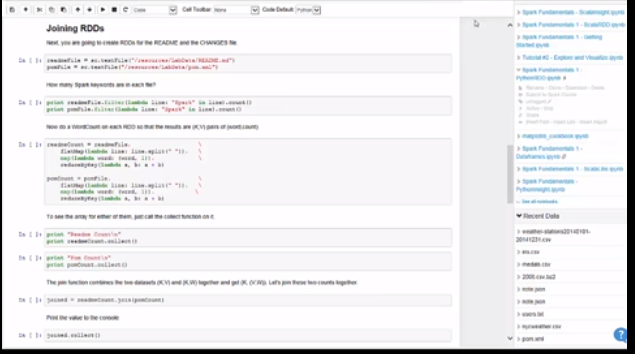 Code
Cell Toolbar: None
Code Default: Python
Joining RDDs
Next, you are going to create RDDs for the README and the CHANGES file
In [ ]: readmeFile = sc.textFile("/resources/LabData/README.md")
pomFile = sc.textFile("/resources/LabData/pom.xml")
How many Spark keywords are in each file?
In [ ]: print readmeFile.filter(lambda line: "Spark" in line).count()
print pomFile.filter(lambda line: "Spark" in line).count()
Now do a WordCount on each RDD so that the results are (K,V) pairs of (word,count)
In [ ]: readmeCount = readmeFile. \
flatMap(lambda line: line.split(" ")). \
map(lambda word: (word, 1)). \
reduceByKey(lambda a, b: a + b)
pomCount = pomFile. \
flatMap(lambda line: line.split(" ")). \
map(lambda word: (word, 1)). \
reduceByKey(lambda a, b: a + b)
To see the array for either of them, just call the collect function on it.
In [ ]: print "Readme Count\n"
print readmeCount.collect()
In [ ]: print "Pom Count\n"
print pomCount.collect()
The join function combines the two datasets (K,V) and (K,W) together and get (K, (V,W)). Let's join these two counts together.
In [ ]: joined = readmeCount.join(pomCount)
Print the value to the console
In [ ]: joined.collect()
> Spark Fundamentals - ScalaInsight.ipynb
> Spark Fundamentals 1 - ScalaRDD.ipynb
> Spark Fundamentals 1 - Getting
Started.ipynb
> Tutorial #2 - Explore and Visualize.ipynb
Spark Fundamentals 1 -
PythonRDD.ipynb
> matplotlib_cookbook.ipynb
> Spark Fundamentals 1 -
Dataframes.ipynb
> Spark Fundamentals 1 -
> Spark Fundamentals -
PythonInsight.ipynb
Recent Data
> weather-stations20140101-
20141231.csv
> medals.csv
> 2008.csv.bz2
> note.json
> note.json
> users.txt
> nycweather.csv
> pom.xml
?